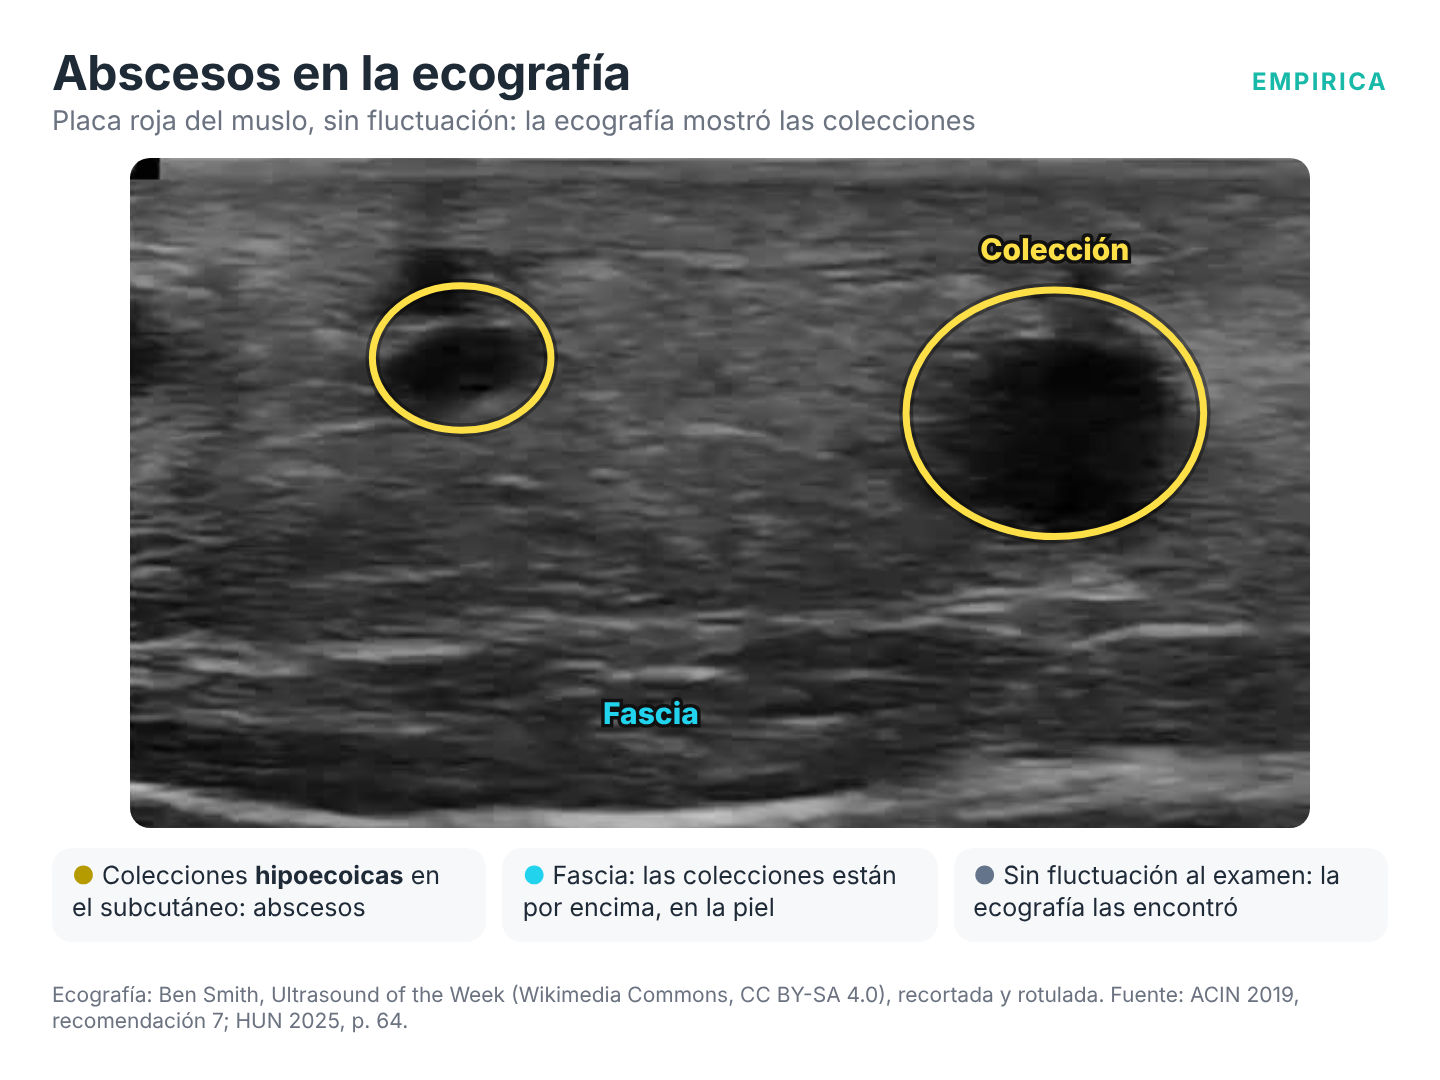 Abscesos en la ecografía
EMPIRICA
Placa roja del muslo, sin fluctuación: la ecografía mostró las colecciones
Colección
Fascia
Colecciones hipoecoicas en
el subcutáneo: abscesos
Fascia: las colecciones están
por encima, en la piel
Sin fluctuación al examen: la
ecografía las encontró
Ecografía: Ben Smith, Ultrasound of the Week (Wikimedia Commons, CC BY-SA 4.0), recortada y rotulada. Fuente: ACIN 2019,
recomendación 7; HUN 2025, p. 64.